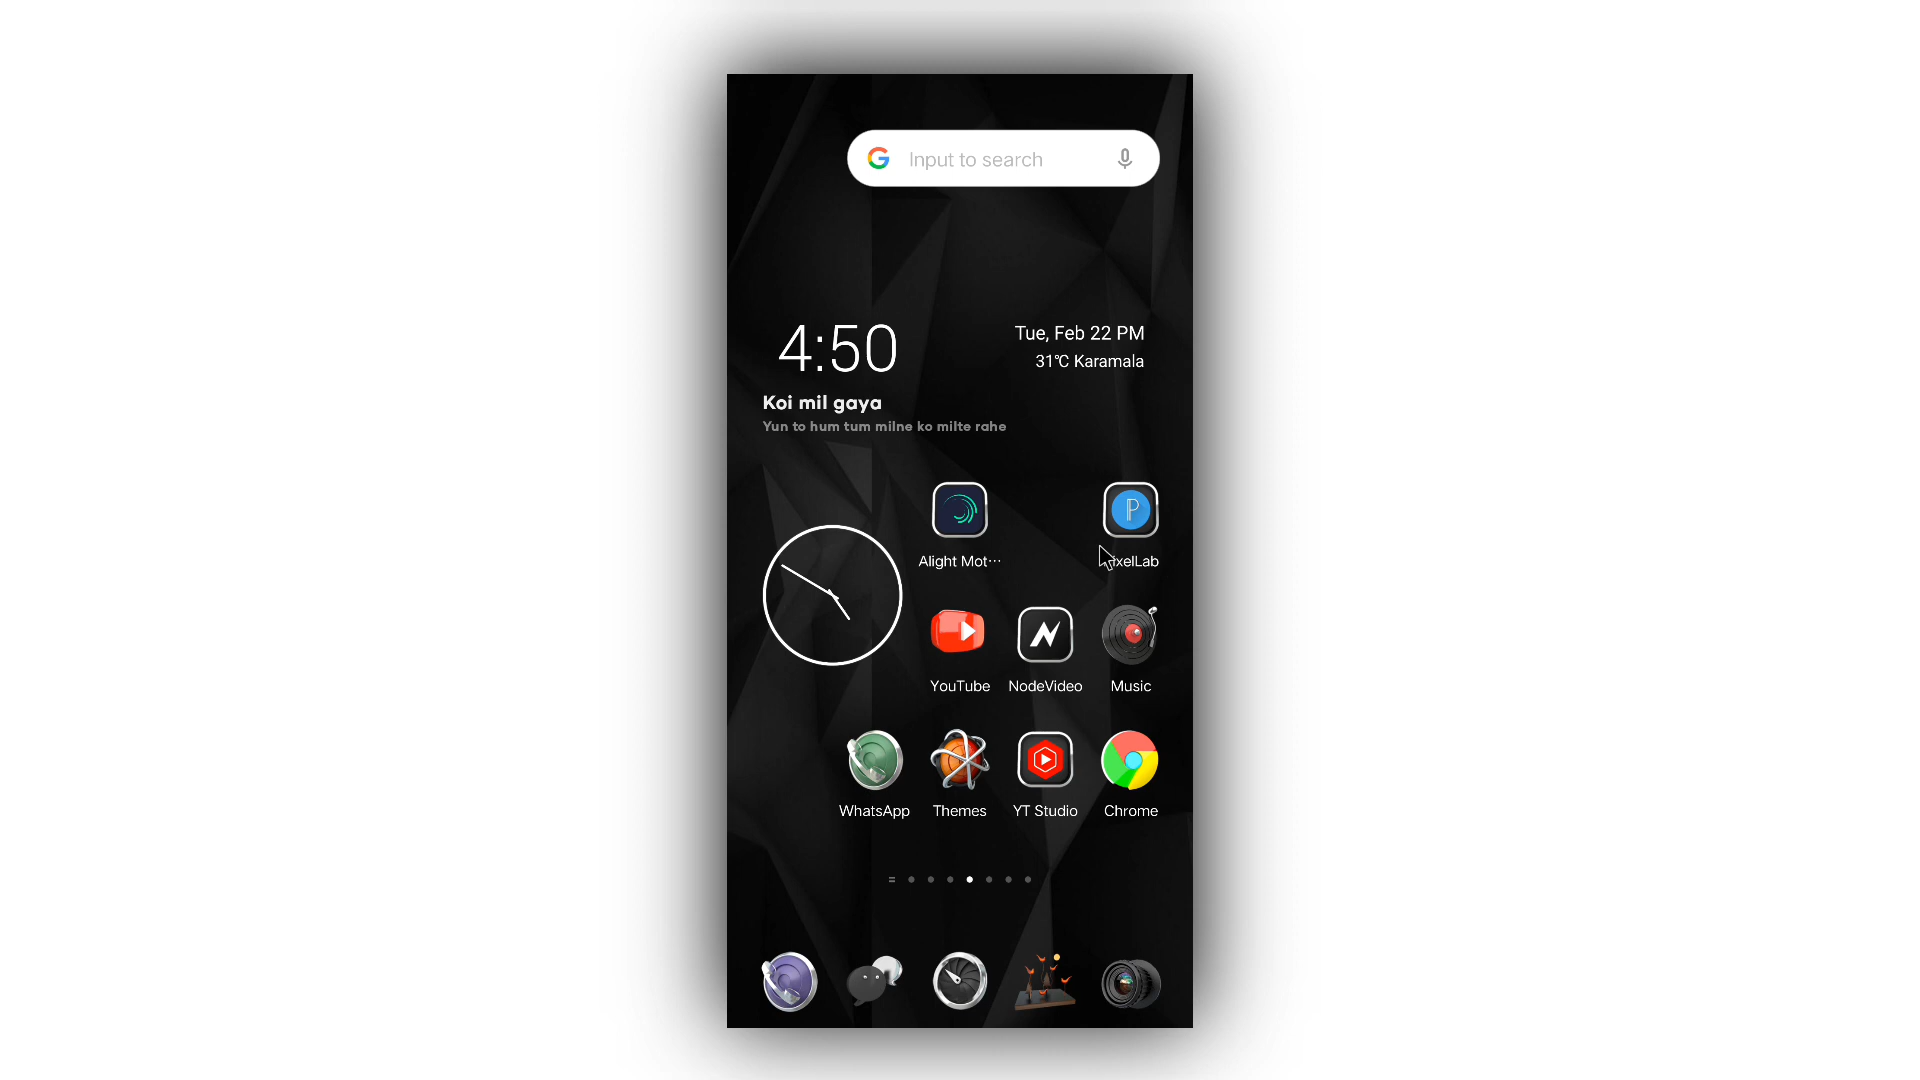 Input to search
4:50
Tue, Feb 22 PM
31°C Karamala
Koi mil gaya
Yun to hum tum milne ko milte rahe
Alight Mot···
ixelLab
YouTube
NodeVideo
Music
WhatsApp
Themes
YT Studio
Chrome